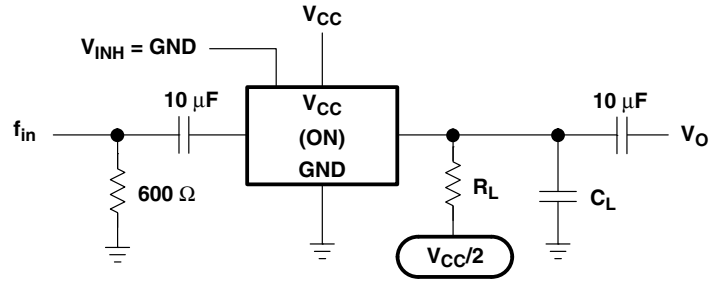 VCC
VINH = GND
10 μF
VCC
10 μF
fin
(ON)
VO
GND
600 Ω
RL
CL
VCC/2